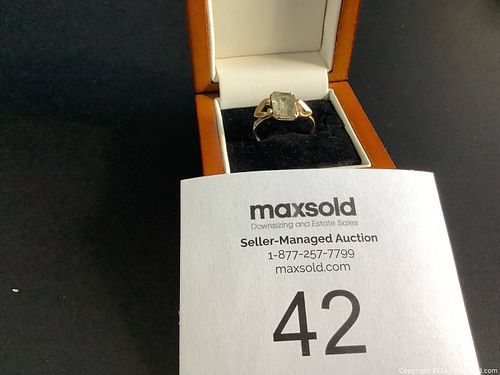 maxsold
Downsizing and Estate Sales
Seller-Managed Auction
1-877-257-7799
maxsold.com
42